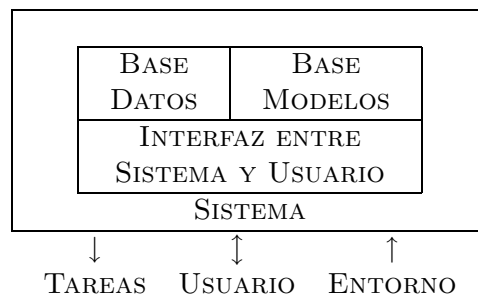 BASE BASE
DATOS MODELOS
INTERFAZ ENTRE
SISTEMA Y USUARIO
SISTEMA
↓ ↕ ↑
TAREAS USUARIO ENTORNO